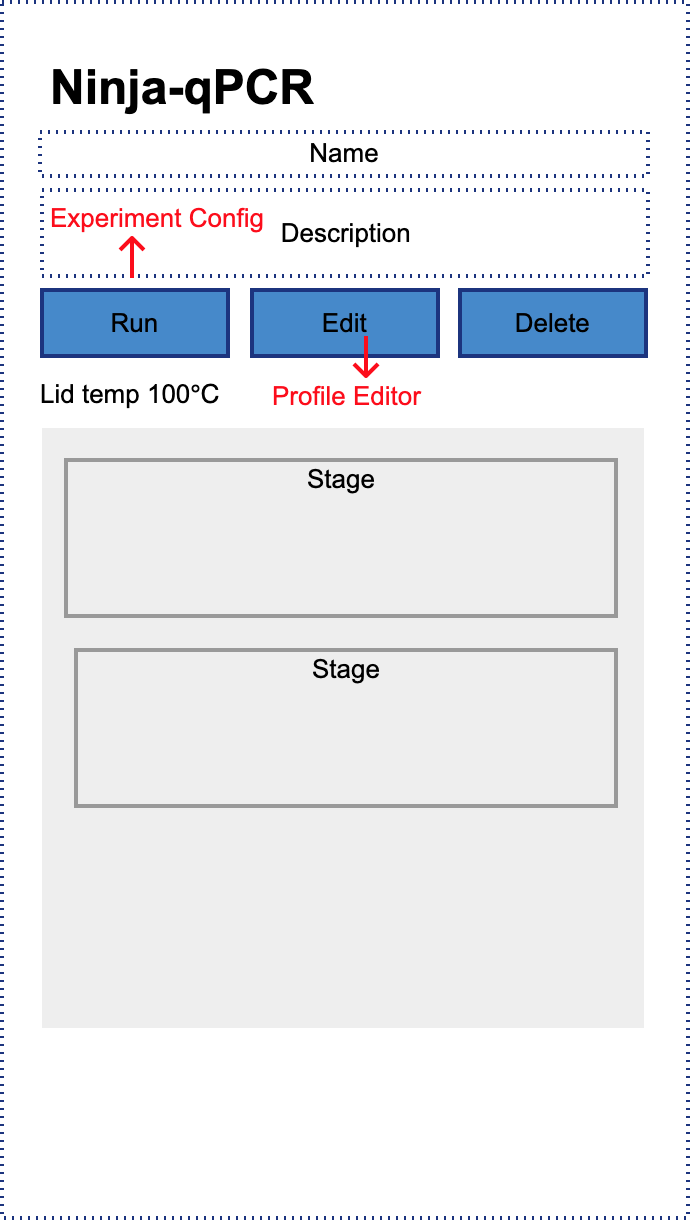 Ninja-qPCR
Name
Experiment Config
Description
Run
Edit
Delete
Lid temp 100°C
Profile Editor
Stage
Stage